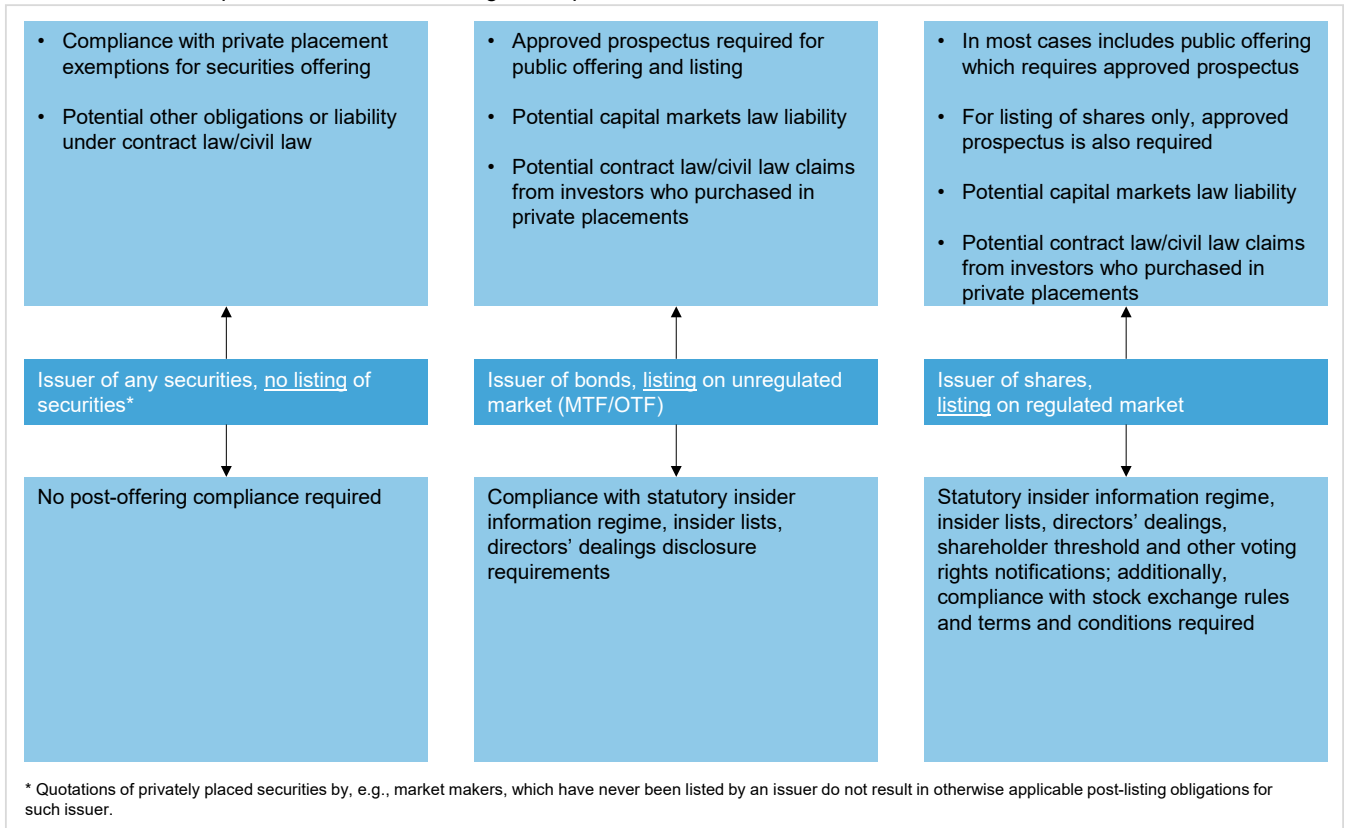 • Compliance with private placement
exemptions for securities offering
• Potential other obligations or liability
under contract law/civil law
• Approved prospectus required for
public offering and listing
• Potential capital markets law liability
• Potential contract law/civil law claims
from investors who purchased in
private placements
• In most cases includes public offering
which requires approved prospectus
• For listing of shares only, approved
prospectus is also required
• Potential capital markets law liability
• Potential contract law/civil law claims
from investors who purchased in
private placements
Issuer of any securities, no listing of
securities*
Issuer of bonds, listing on unregulated
market (MTF/OTF)
Issuer of shares,
listing on regulated market
No post-offering compliance required
Compliance with statutory insider
information regime, insider lists,
directors’ dealings disclosure
requirements
Statutory insider information regime,
insider lists, directors’ dealings,
shareholder threshold and other voting
rights notifications; additionally,
compliance with stock exchange rules
and terms and conditions required
* Quotations of privately placed securities by, e.g., market makers, which have never been listed by an issuer do not result in otherwise applicable post-listing obligations for
such issuer.